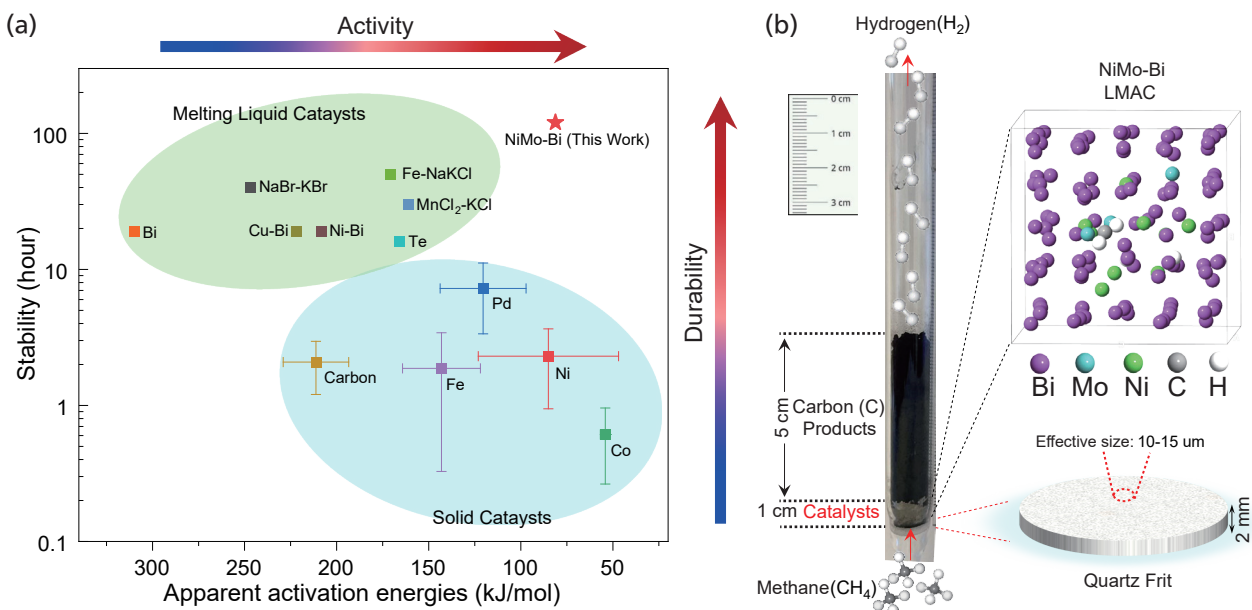 (a)
Activity
Stability (hour)
100
10
1
0.1
Melting Liquid Cataysts
NiMo-Bi (This Work)
NaBr-KBr
Fe-NaKCl
MnCl₂-KCl
Bi
Cu-Bi
Ni-Bi
Te
Pd
Carbon
Fe
Ni
Co
Solid Cataysts
300
250
200
150
100
50
Apparent activation energies (kJ/mol)
Durability
(b)
Hydrogen(H₂)
0 cm
1 cm
2 cm
3 cm
5 cm
Carbon (C)
Products
1 cm Catalysts
Methane(CH₄)
NiMo-Bi
LMAC
Bi Mo Ni C H
Effective size: 10-15 um
2 mm
Quartz Frit